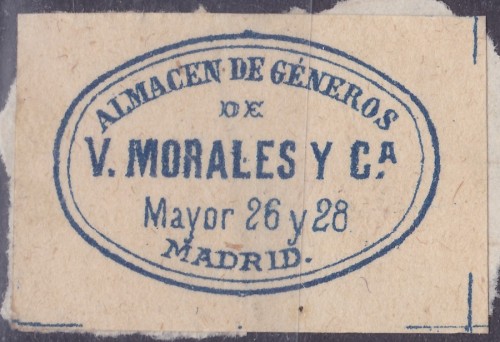 ALMACEN DE GÉNEROS
DE
V. MORALES Y CA.
Mayor 26 y 28
MADRID.